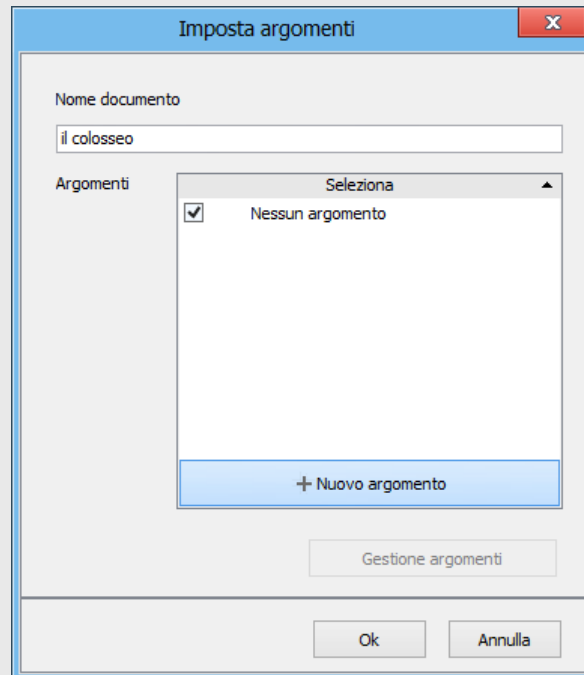 Imposta argomenti
x
Nome documento
il colosseo
Argomenti
Seleziona
Nessun argomento
+ Nuovo argomento
Gestione argomenti
Ok
Annulla